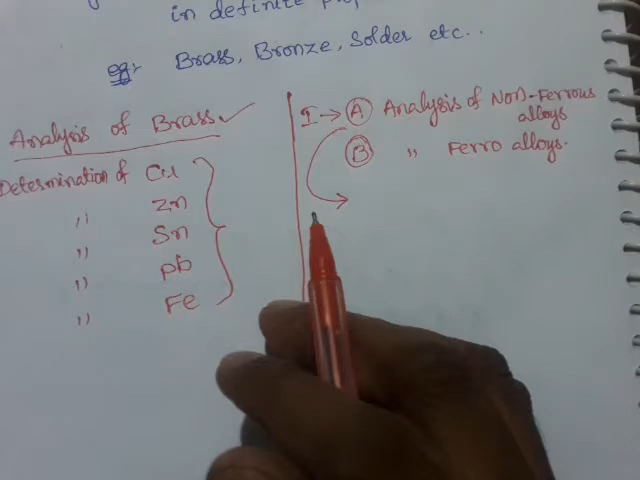 in definite
eg: Brass, Bronze, Solder etc..
Analysis of Brass ✓
Determination of Cu
" Zn
" Sn
" Pb
" Fe
I → A Analysis of Non-Ferrous
alloys
B " Ferro alloys.